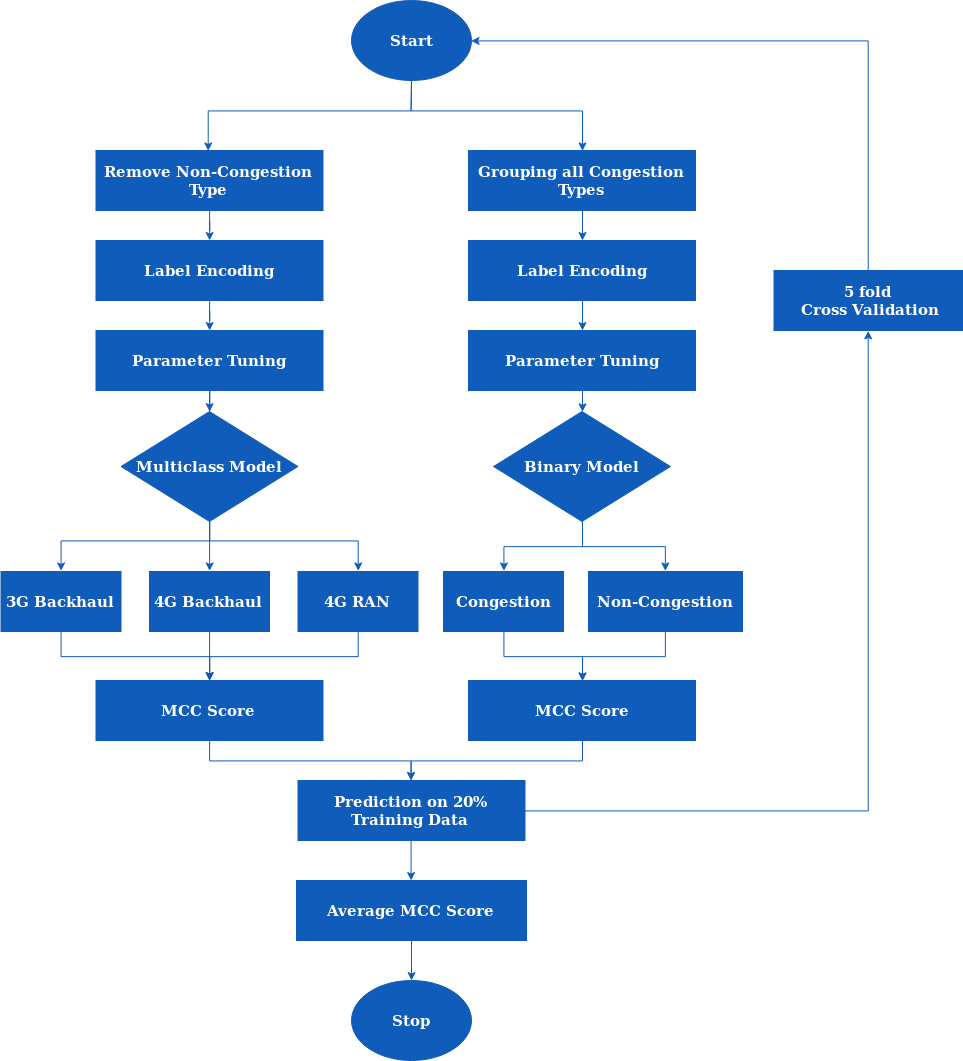 Start
Remove Non-Congestion
Type
Grouping all Congestion
Types
Label Encoding
Label Encoding
5 fold
Cross Validation
Parameter Tuning
Parameter Tuning
Multiclass Model
Binary Model
3G Backhaul
4G Backhaul
4G RAN
Congestion
Non-Congestion
MCC Score
MCC Score
Prediction on 20%
Training Data
Average MCC Score
Stop